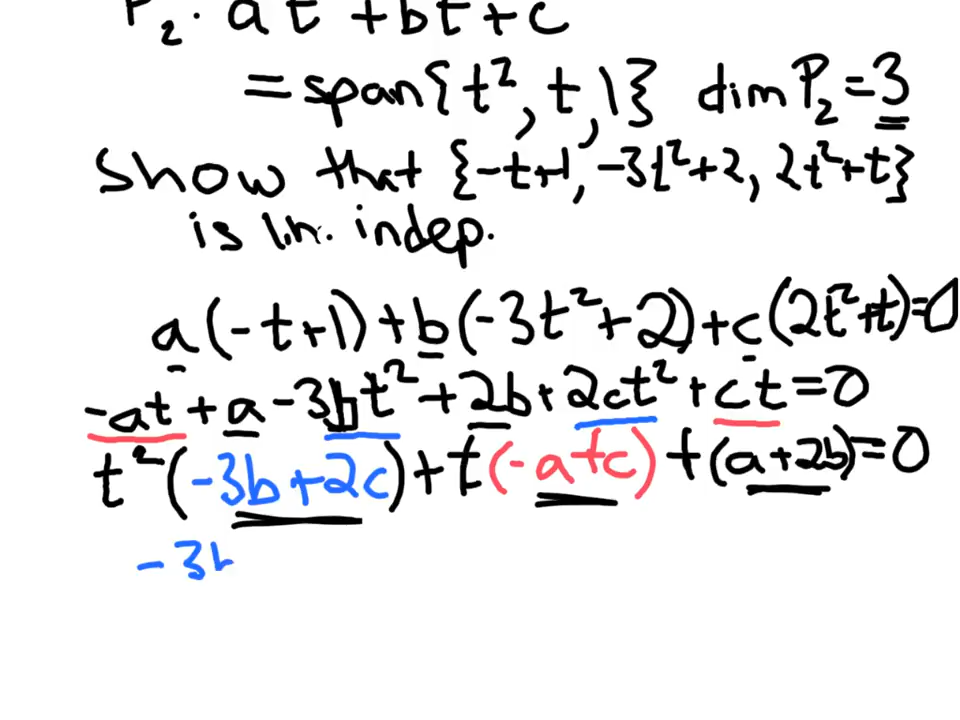 P₂: at² + bt + c
= span{t², t, 1} dim P₂ = 3
Show that {-t+1, -3t²+2, 2t²+t}
is lin. indep.
a(-t+1) + b(-3t²+2) + c(2t²+t) = 0
-at + a - 3bt² + 2b + 2ct² + ct = 0
t²(-3b+2c) + t(-a+c) + (a+2b) = 0
-3b